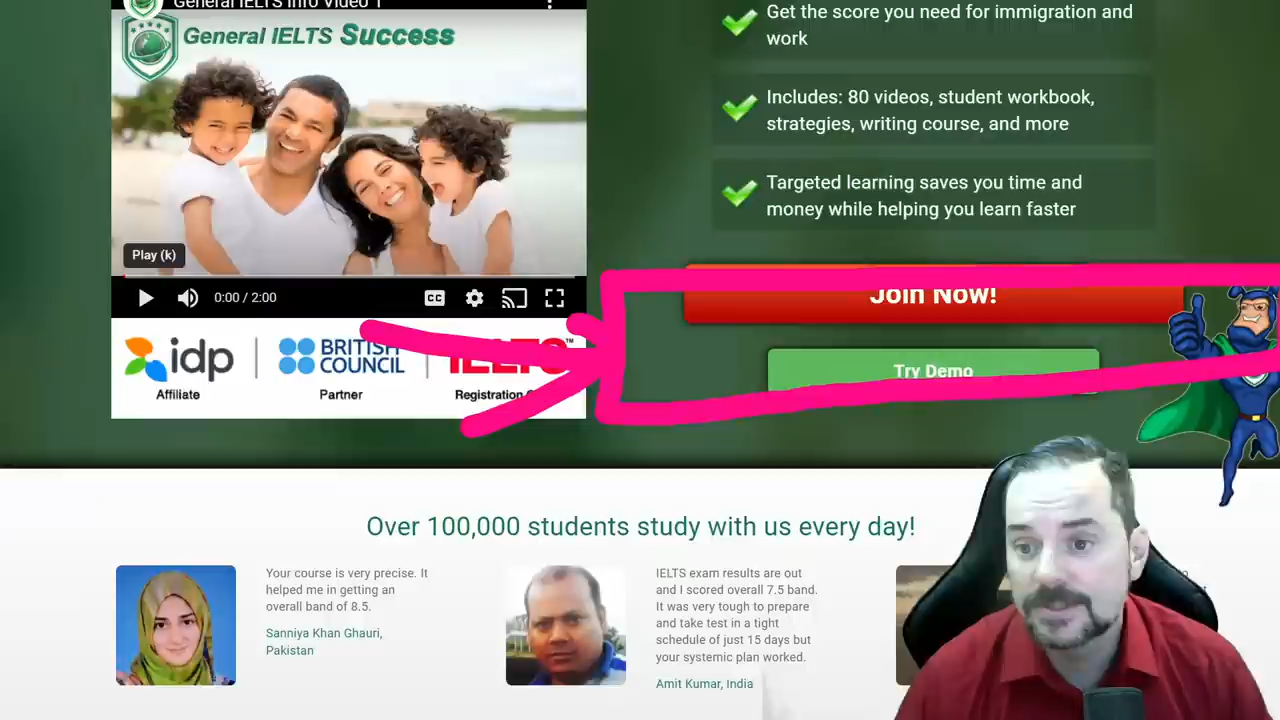 General IELTS Info Video 1
General IELTS Success
Play (k)
0:00 / 2:00
CC
idp
Affiliate
BRITISH
COUNCIL
Partner
IELTS™
Registration
Get the score you need for immigration and
work
Includes: 80 videos, student workbook,
strategies, writing course, and more
Targeted learning saves you time and
money while helping you learn faster
Join Now!
Try Demo
Over 100,000 students study with us every day!
Your course is very precise. It
helped me in getting an
overall band of 8.5.
Sanniya Khan Ghauri,
Pakistan
IELTS exam results are out
and I scored overall 7.5 band.
It was very tough to prepare
and take test in a tight
schedule of just 15 days but
your systemic plan worked.
Amit Kumar, India